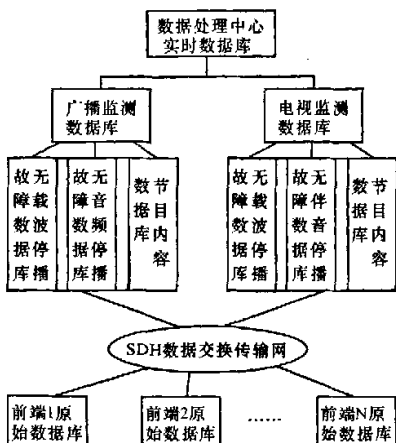 数据处理中心
实时数据库
广播监测
数据库
电视监测
数据库
无载波停播
故障数据库
无音频停播
故障数据库
节目内容
数据库
无载波停播
故障数据库
无伴音停播
故障数据库
节目内容
数据库
SDH数据交换传输网
前端1原
始数据库
前端2原
始数据库
……
前端N原
始数据库